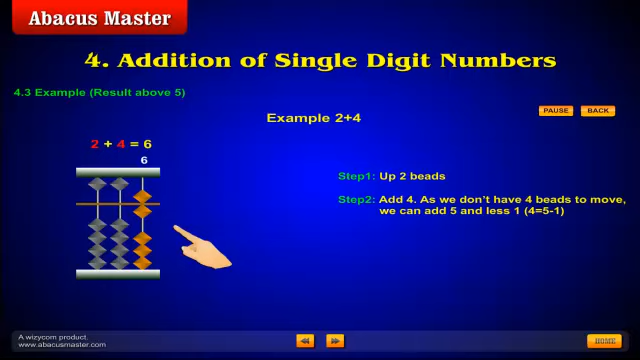 Abacus Master
4. Addition of Single Digit Numbers
4.3 Example (Result above 5)
Example 2+4
PAUSE
BACK
2 + 4 = 6
6
Step1: Up 2 beads
Step2: Add 4. As we don't have 4 beads to move,
we can add 5 and less 1 (4=5-1)
A wizycom product.
www.abacusmaster.com
HOME